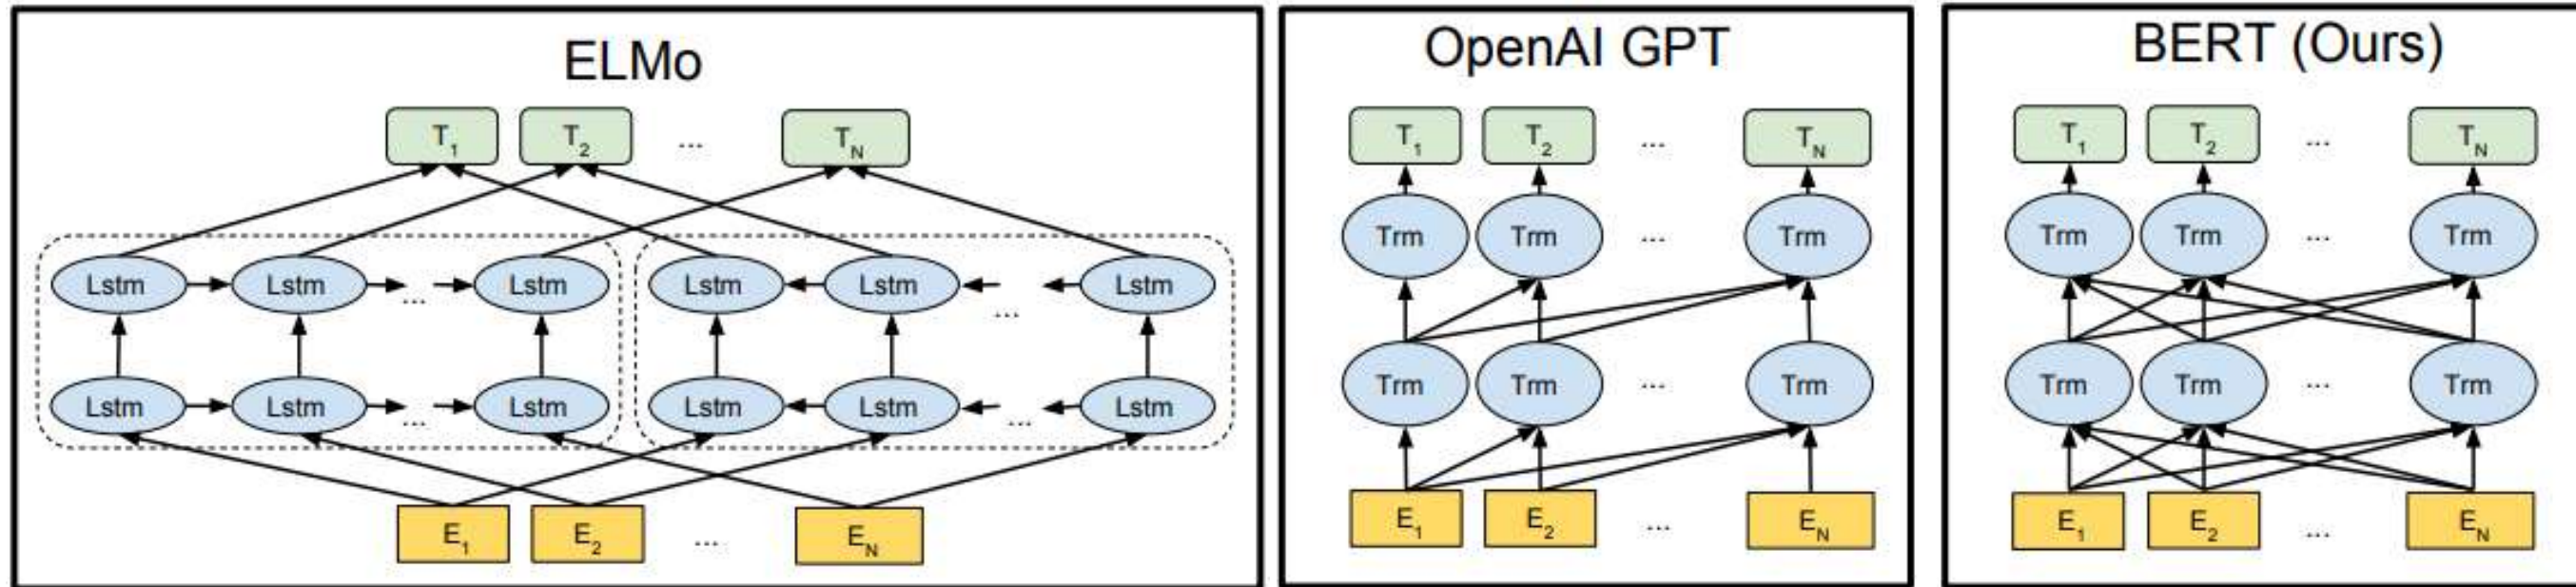 ELMo
T1 T2 ... TN
Lstm Lstm ... Lstm Lstm Lstm ... Lstm
Lstm Lstm ... Lstm Lstm Lstm ... Lstm
E1 E2 ... EN
OpenAI GPT
T1 T2 ... TN
Trm Trm ... Trm
Trm Trm ... Trm
E1 E2 ... EN
BERT (Ours)
T1 T2 ... TN
Trm Trm ... Trm
Trm Trm ... Trm
E1 E2 ... EN